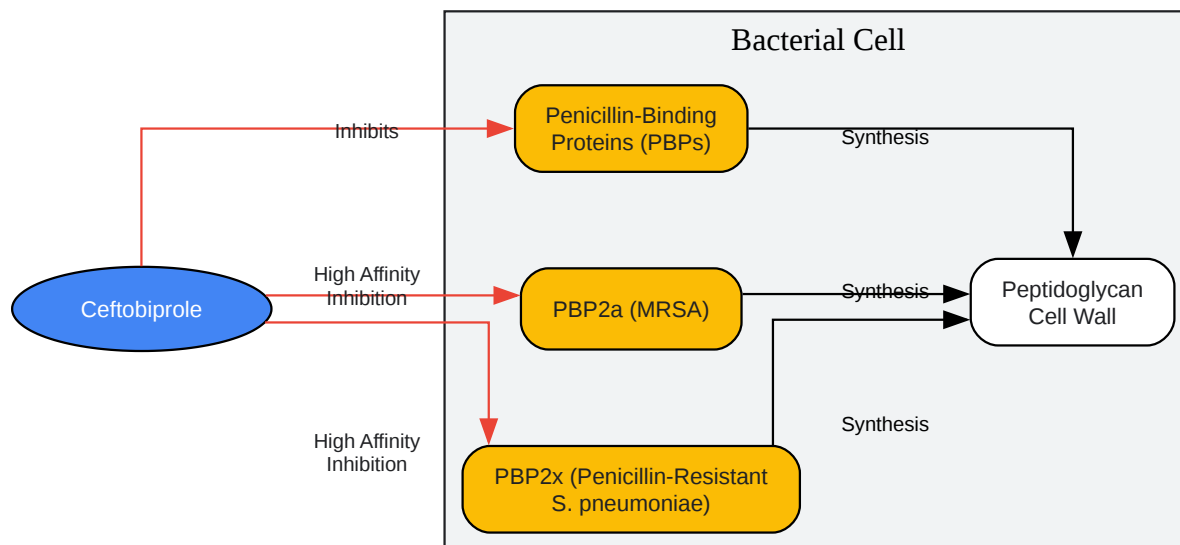 Bacterial Cell
Penicillin-Binding
Proteins (PBPs)
Inhibits
Synthesis
High Affinity
Inhibition
PBP2a (MRSA)
Synthesis
Peptidoglycan
Cell Wall
Ceftobiprole
High Affinity
Inhibition
Synthesis
PBP2x (Penicillin-Resistant
S. pneumoniae)